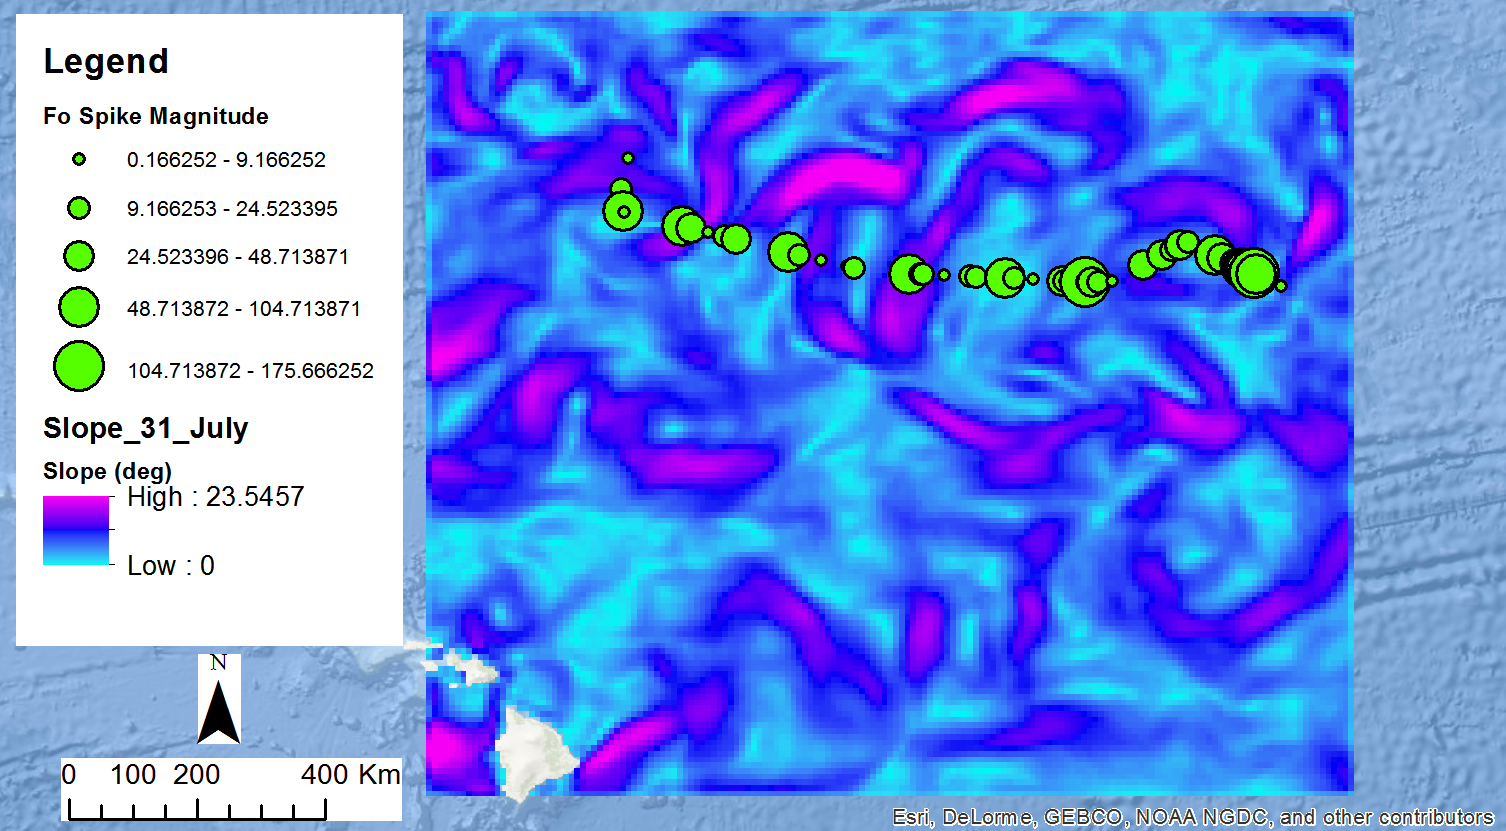 Legend
Fo Spike Magnitude
0.166252 - 9.166252
9.166253 - 24.523395
24.523396 - 48.713871
48.713872 - 104.713871
104.713872 - 175.666252
Slope_31_July
Slope (deg)
High : 23.5457
Low : 0
N
0 100 200 400 Km
Esri, DeLorme, GEBCO, NOAA NGDC, and other contributors